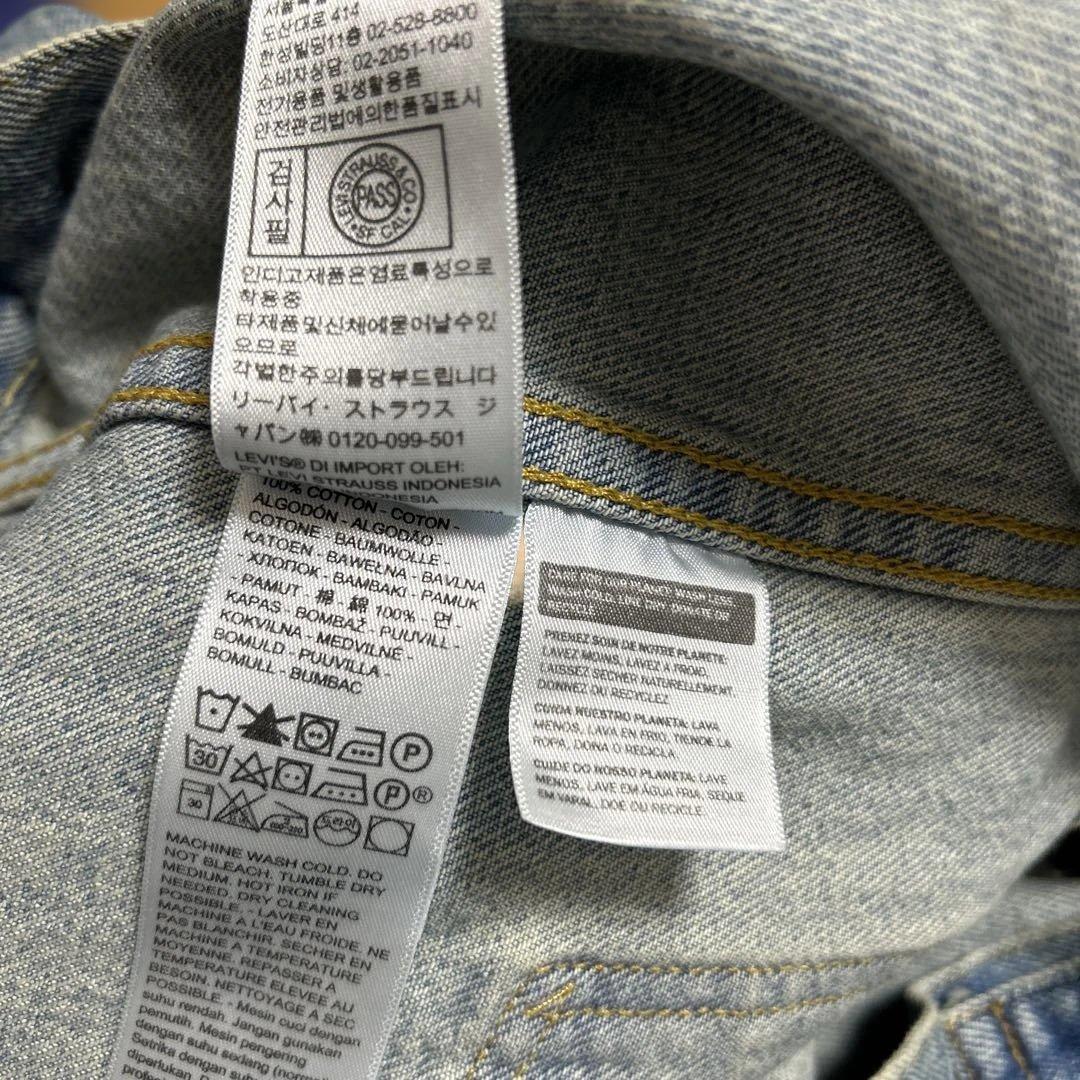 도산대로 414
한성빌딩11층 02-528-8800
소비자상담: 02-2051-1040
전기용품 및생활용품
안전관리법에의한품질표시
검사필
LEVI STRAUSS & CO
PASS
SF CAL
인디고제품은염료특성으로
착용중
타제품및신체에묻어날수있
으므로
각별한주의를당부드립니다
リーバイ・ストラウス ジ
ャパン㈱ 0120-099-501
LEVI'S® DI IMPORT OLEH:
PT LEVI STRAUSS INDONESIA
100% COTTON - COTON -
ALGODÓN - ALGODÃO -
COTONE - BAUMWOLLE -
KATOEN - BAWEŁNA - BAVLNA
- ХЛОПОК - BAMBAKI - PAMUK
- PAMUT - 棉 - 綿 100% - 면 -
KAPAS - BOMBAŽ - PUUVILL -
KOKVILNA - MEDVILNĖ -
BOMULD - PUUVILLA -
BOMULL - BUMBAC
P
30
P ®
30
드라이
MACHINE WASH COLD. DO
NOT BLEACH. TUMBLE DRY
MEDIUM. HOT IRON IF
NEEDED. DRY CLEANING
POSSIBLE. - LAVER EN
MACHINE A L'EAU FROIDE. NE
PAS BLANCHIR. SECHER EN
MACHINE A TEMPERATURE
MOYENNE. REPASSER A
TEMPERATURE ELEVEE AU
BESOIN. NETTOYAGE A SEC
POSSIBLE. - Mesin cuci dengan
suhu rendah. Jangan gunakan
pemutih. Mesin pengering
dengan suhu sedang
Setrika dengan
diperlukan.
PRENEZ SOIN DE NOTRE PLANÈTE:
LAVEZ MOINS, LAVEZ À FROID,
LAISSEZ SÉCHER NATURELLEMENT,
DONNEZ OU RECYCLEZ
CUIDA NUESTRO PLANETA: LAVA
MENOS, LAVA EN FRÍO, TIENDE LA
ROPA, DONA O RECICLA
CUIDE DO NOSSO PLANETA: LAVE
MENOS, LAVE EM ÁGUA FRIA, SEQUE
EM VARAL, DOE OU RECICLE